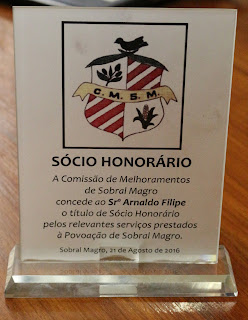 C. M. S. M.
SÓCIO HONORÁRIO
A Comissão de Melhoramentos
de Sobral Magro
concede ao Srº Arnaldo Filipe
o título de Sócio Honorário
pelos relevantes serviços prestados
à Povoação de Sobral Magro.
Sobral Magro, 21 de Agosto de 2016